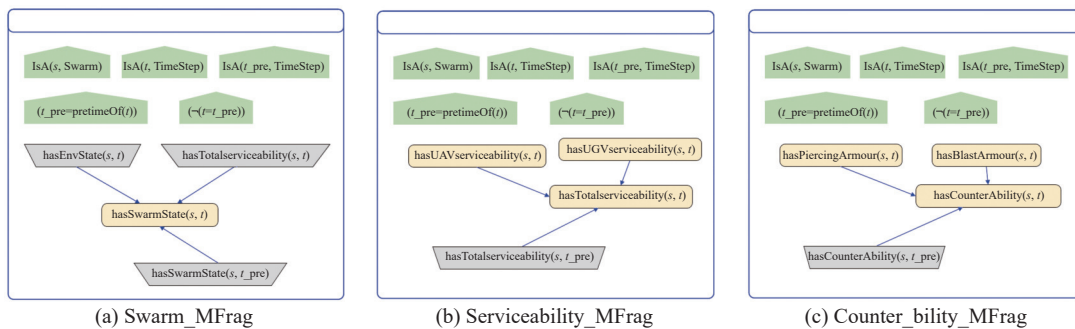 IsA(s, Swarm) IsA(t, TimeStep) IsA(t_pre, TimeStep)
(t_pre=pretimeOf(t)) (¬(t=t_pre))
hasEnvState(s, t) hasTotalserviceability(s, t)
hasSwarmState(s, t)
hasSwarmState(s, t_pre)
(a) Swarm_MFrag
IsA(s, Swarm) IsA(t, TimeStep) IsA(t_pre, TimeStep)
(t_pre=pretimeOf(t)) (¬(t=t_pre))
hasUAVserviceability(s, t) hasUGVserviceability(s, t)
hasTotalserviceability(s, t)
hasTotalserviceability(s, t_pre)
(b) Serviceability_MFrag
IsA(s, Swarm) IsA(t, TimeStep) IsA(t_pre, TimeStep)
(t_pre=pretimeOf(t)) (¬(t=t_pre))
hasPiercingArmour(s, t) hasBlastArmour(s, t)
hasCounterAbility(s, t)
hasCounterAbility(s, t_pre)
(c) Counter_bility_MFrag